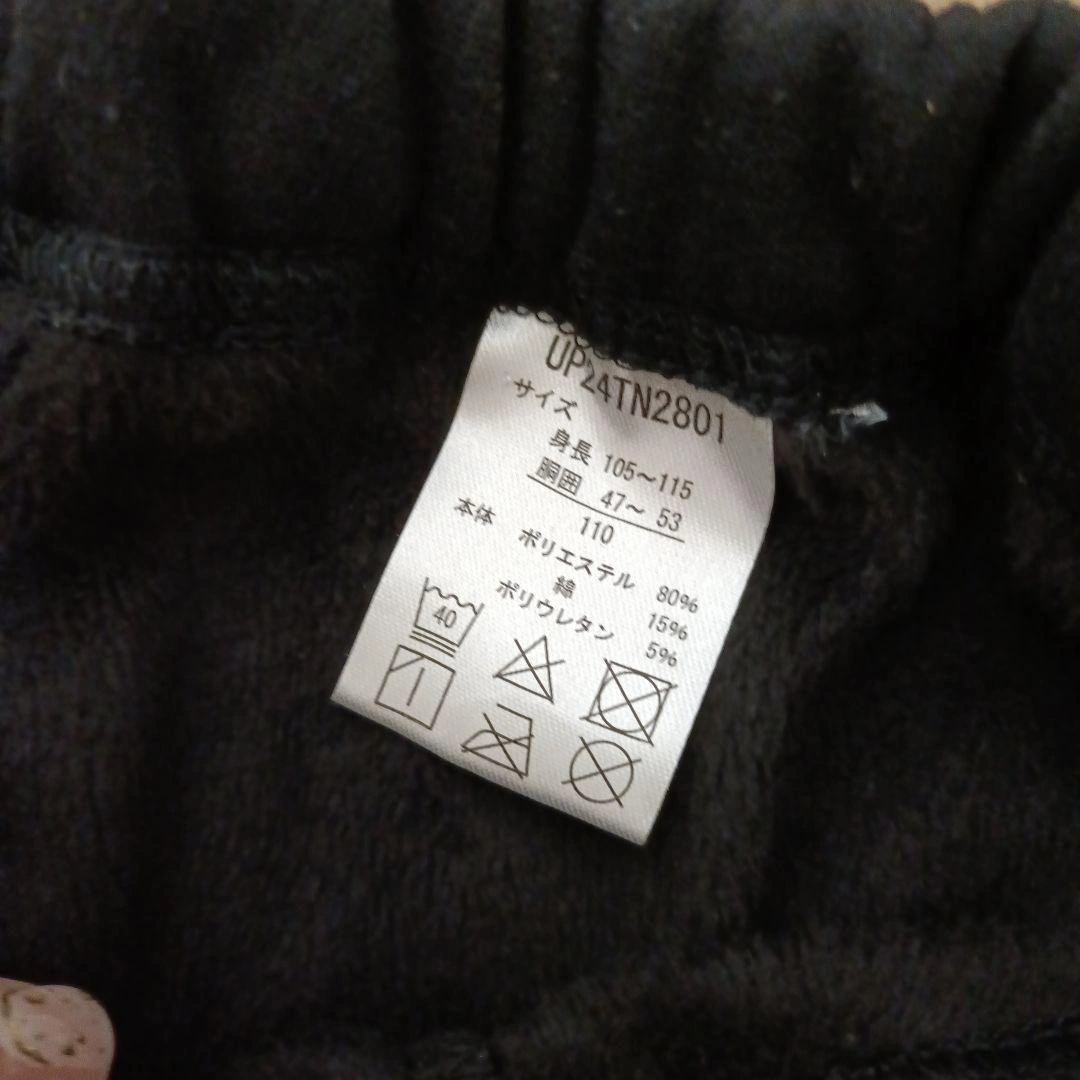 UP24TN2801
サイズ
身長 105〜115
胴囲 47〜 53
110
本体 ポリエステル 80%
綿 15%
ポリウレタン 5%
40